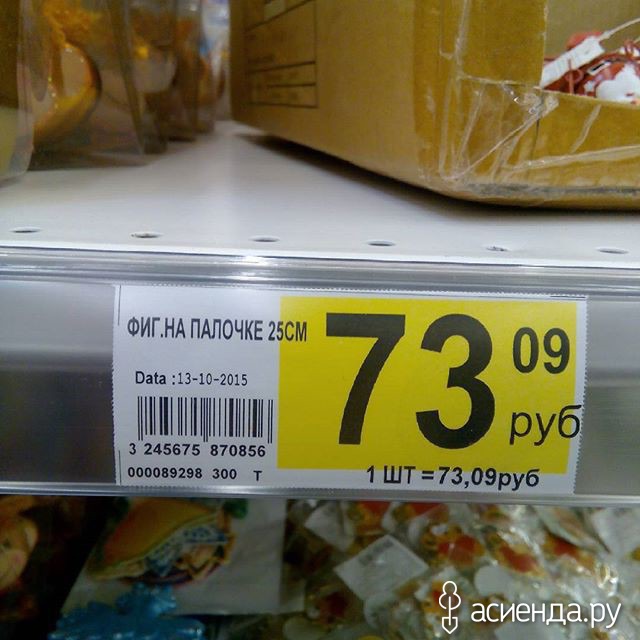 ФИГ.НА ПАЛОЧКЕ 25СМ
73 09 руб
Data :13-10-2015
3 245675 870856
000089298 300 Т
1 ШТ =73,09руб
асиенда.ру